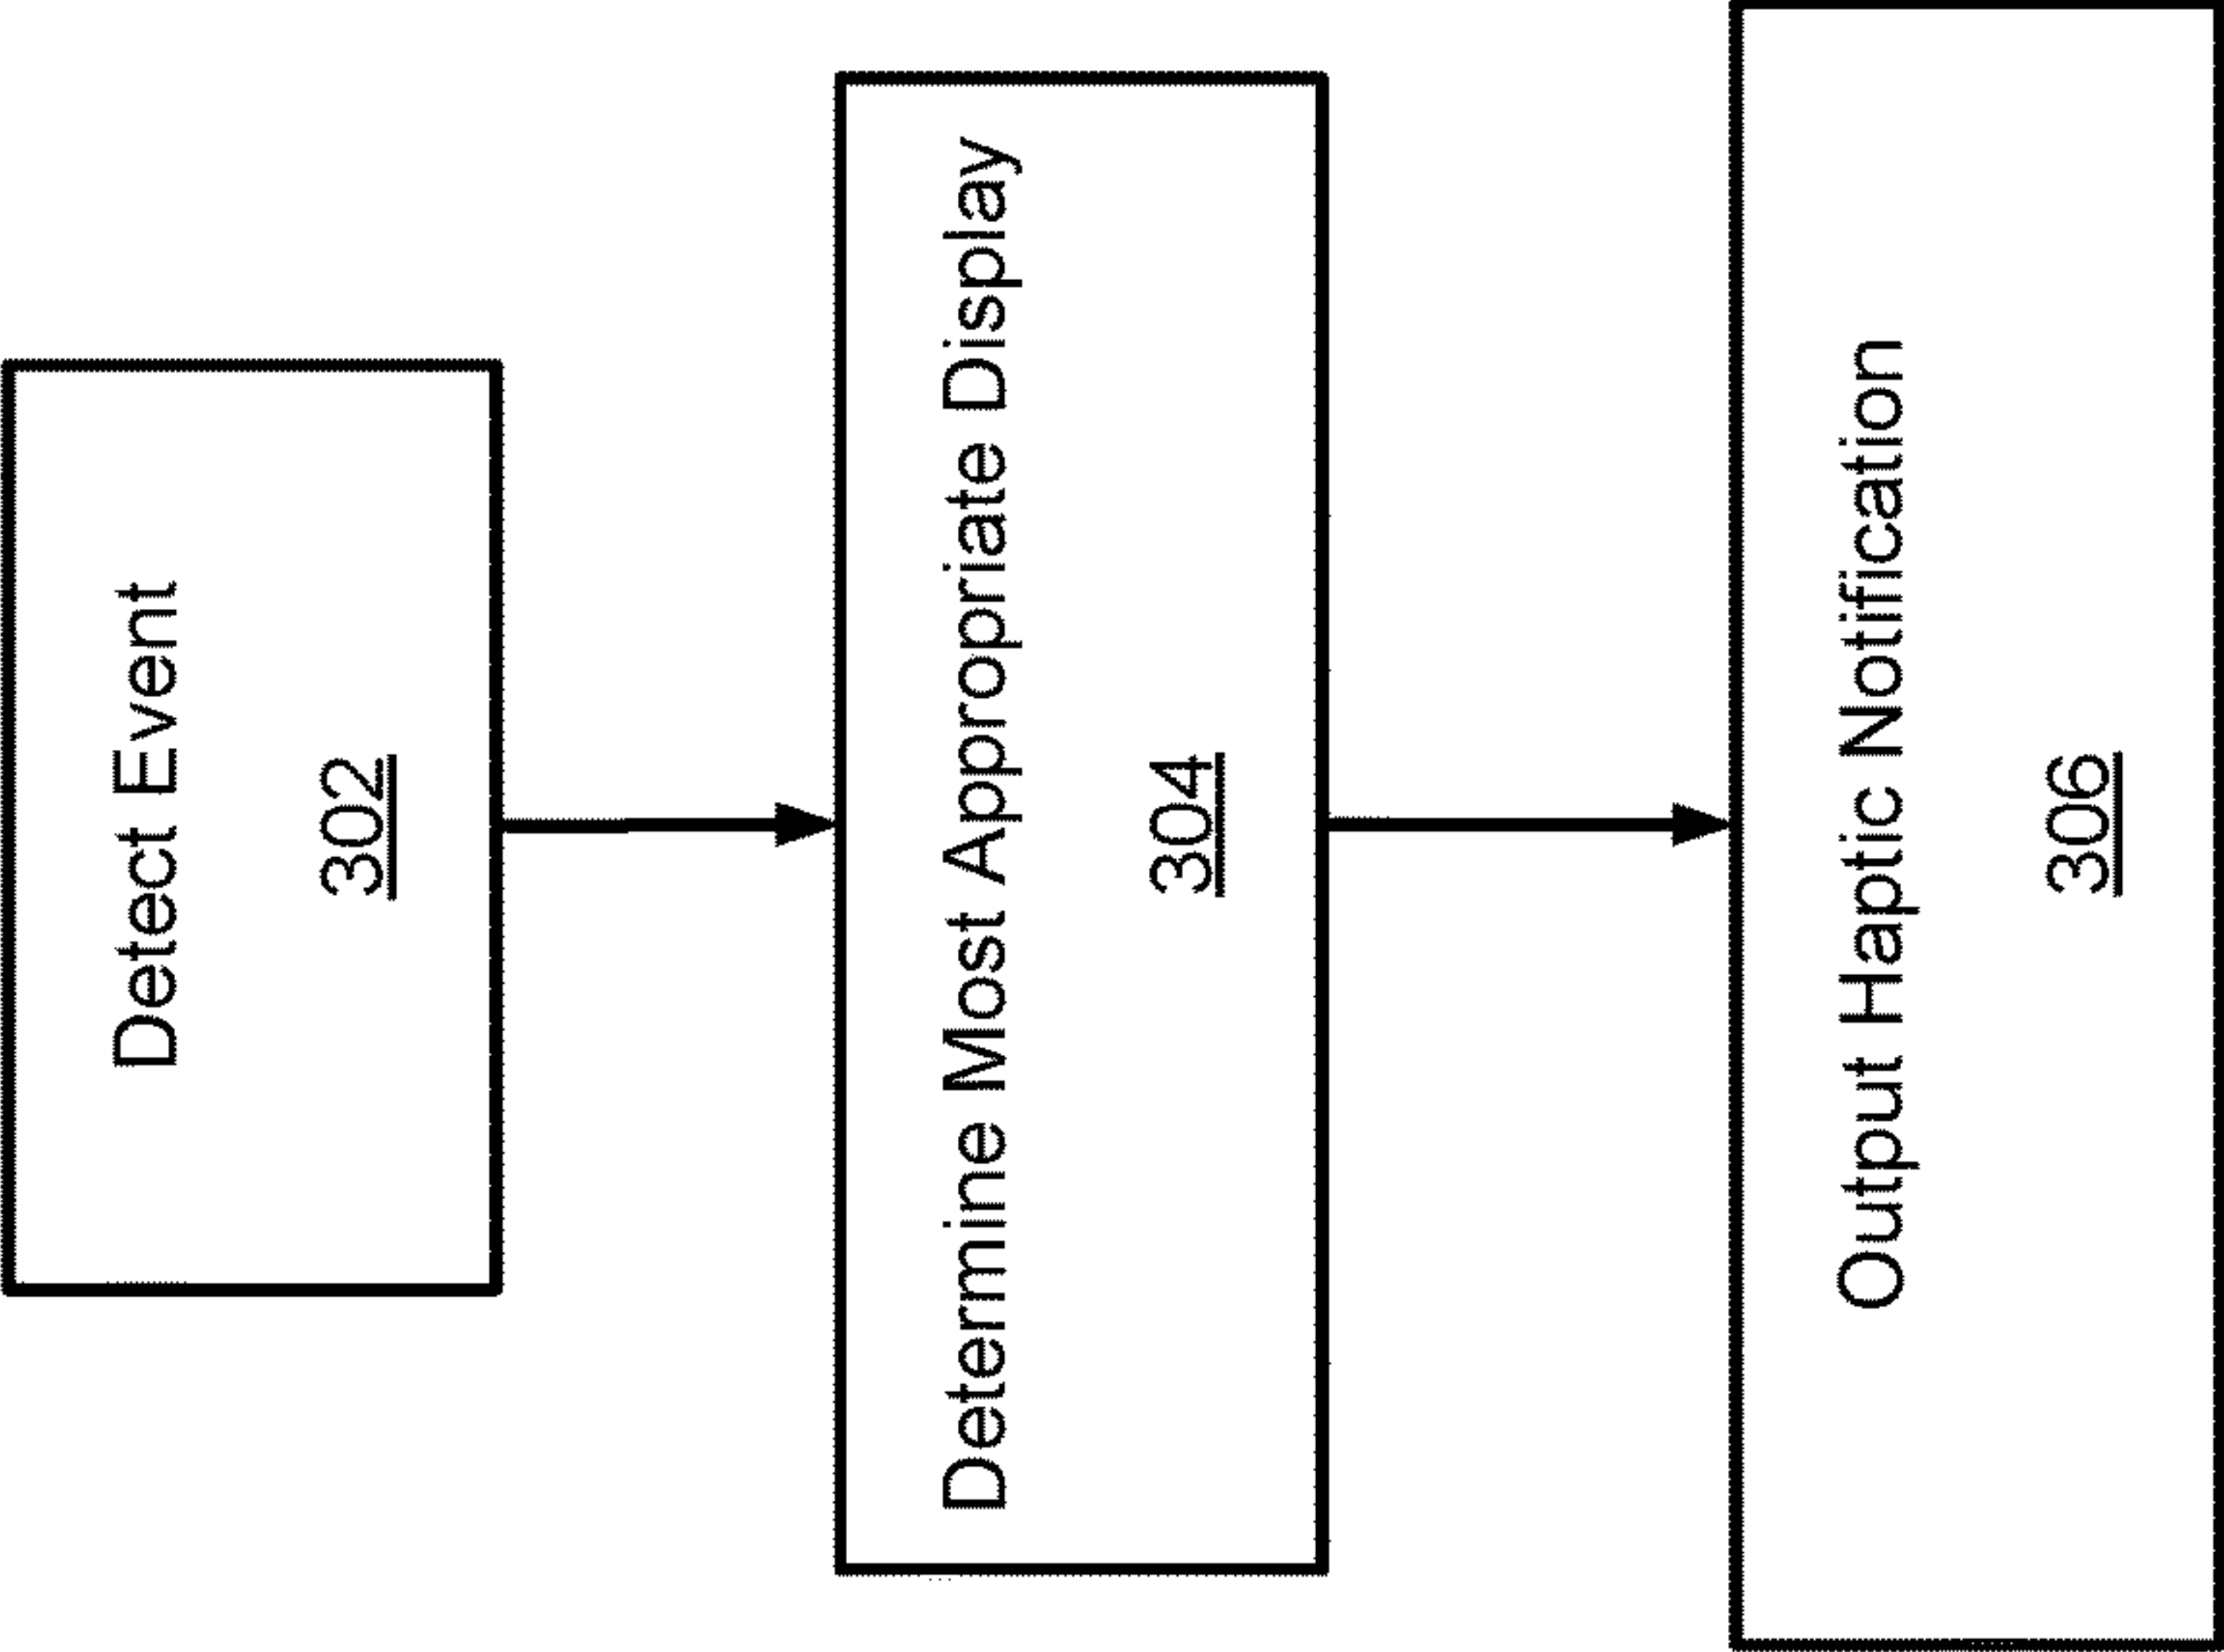 Detect Event
302
Determine Most Appropriate Display
304
Output Haptic Notification
306